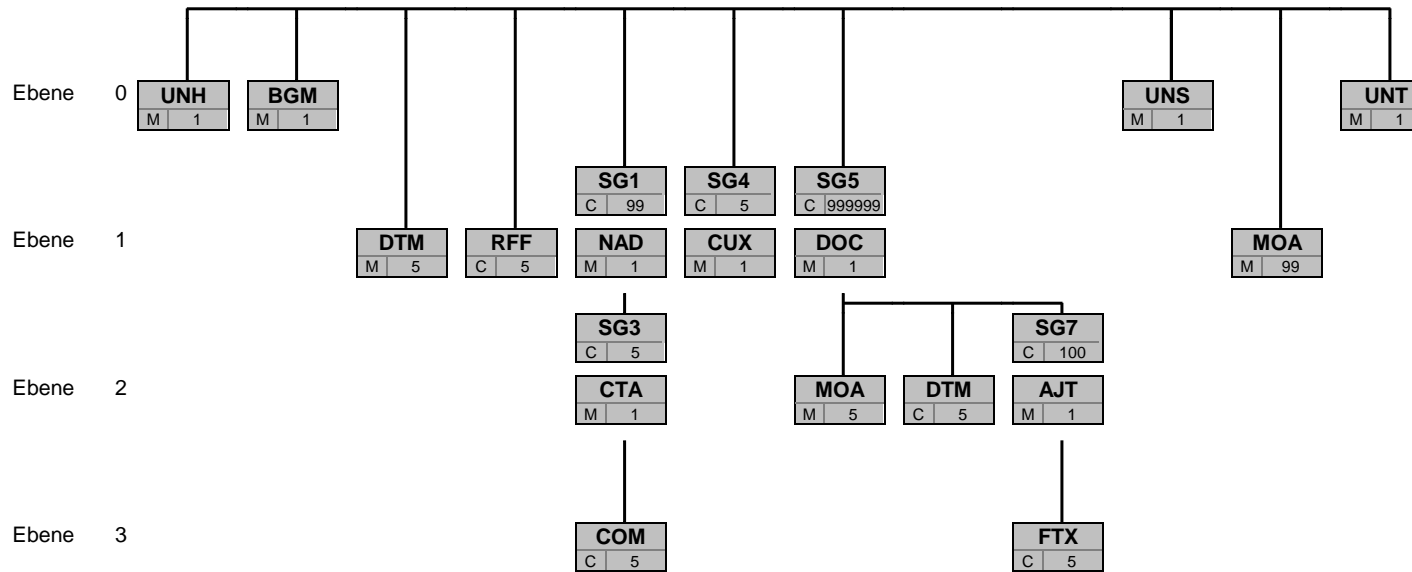 Ebene 0 UNH BGM UNS UNT
M 1 M 1 M 1 M 1
SG1 SG4 SG5
C 99 C 5 C 999999
Ebene 1 DTM RFF NAD CUX DOC MOA
M 5 C 5 M 1 M 1 M 1 M 99
SG3 SG7
C 5 C 100
Ebene 2 CTA MOA DTM AJT
M 1 M 5 C 5 M 1
Ebene 3 COM FTX
C 5 C 5